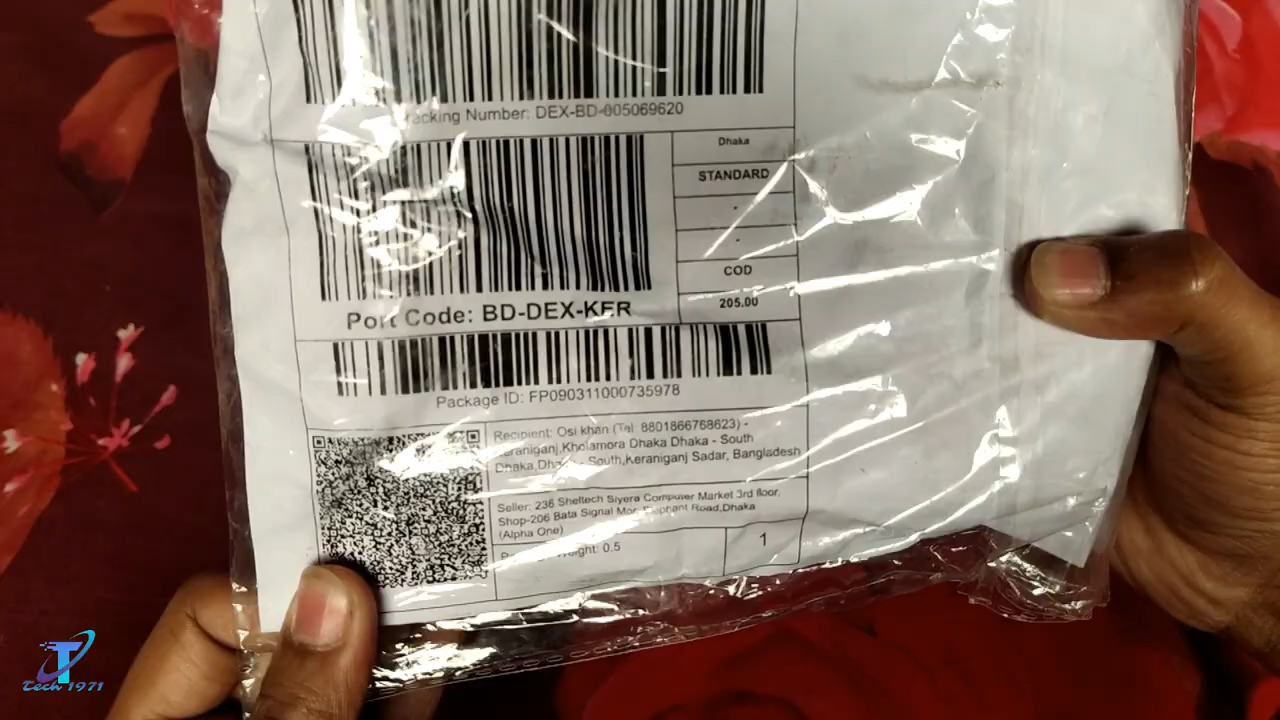 Tracking Number: DEX-BD-005069620
Dhaka
STANDARD
-
-
COD
205.00
Port Code: BD-DEX-KER
Package ID: FP090311000735978
Recipient: Osi khan (Tel: 8801866768623) -
Keraniganj,Kholamora Dhaka Dhaka - South
Dhaka,Dhaka - South,Keraniganj Sadar, Bangladesh
Seller: 236 Sheltech Siyera Computer Market 3rd floor,
Shop-206 Bata Signal Mor, Elephant Road,Dhaka
(Alpha One)
Weight: 0.5
1
Tech 1971